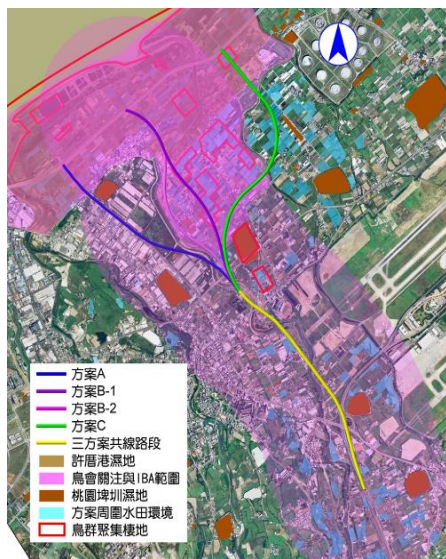 方案A
方案B-1
方案B-2
方案C
三方案共線路段
許厝港濕地
鳥會關注與IBA範圍
桃園埤圳濕地
方案周圍水田環境
鳥群聚集棲地